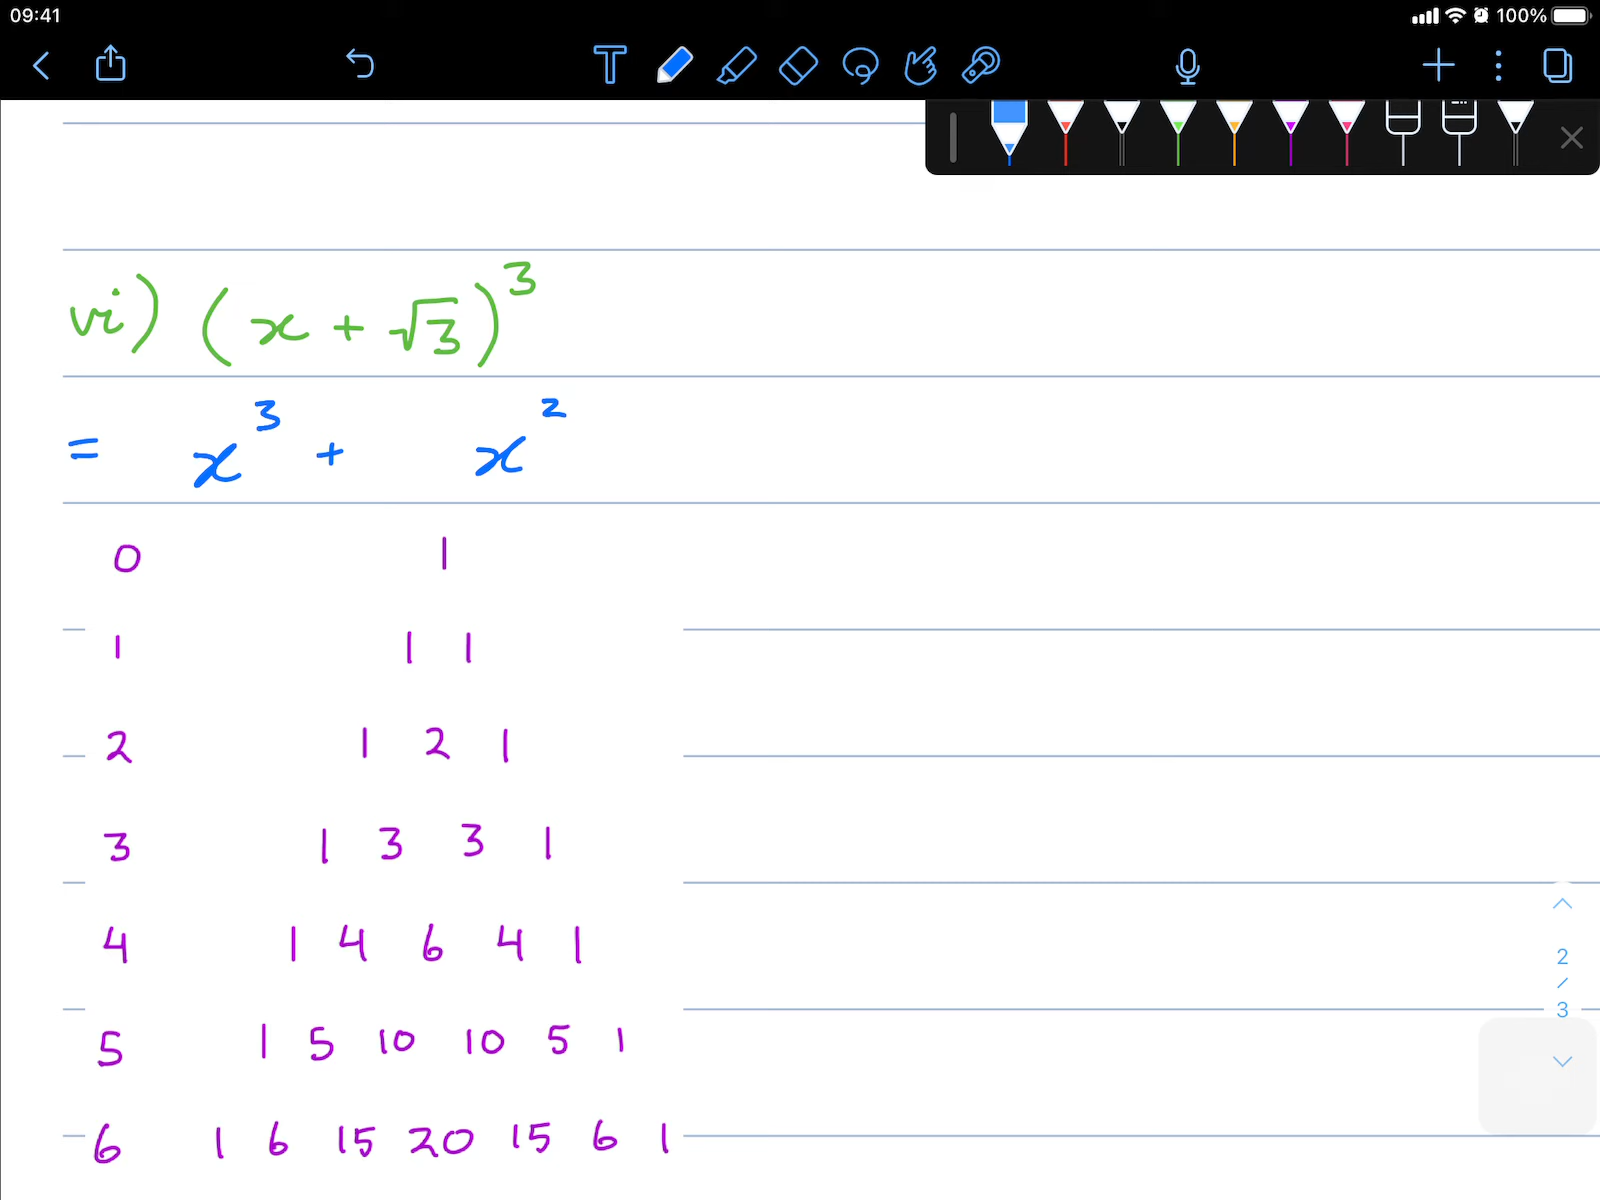 09:41 100%
T
vi) (x + √3)³
= x³ + x²
0 1
1 1 1
2 1 2 1
3 1 3 3 1
4 1 4 6 4 1
5 1 5 10 10 5 1
6 1 6 15 20 15 6 1
2
/
3